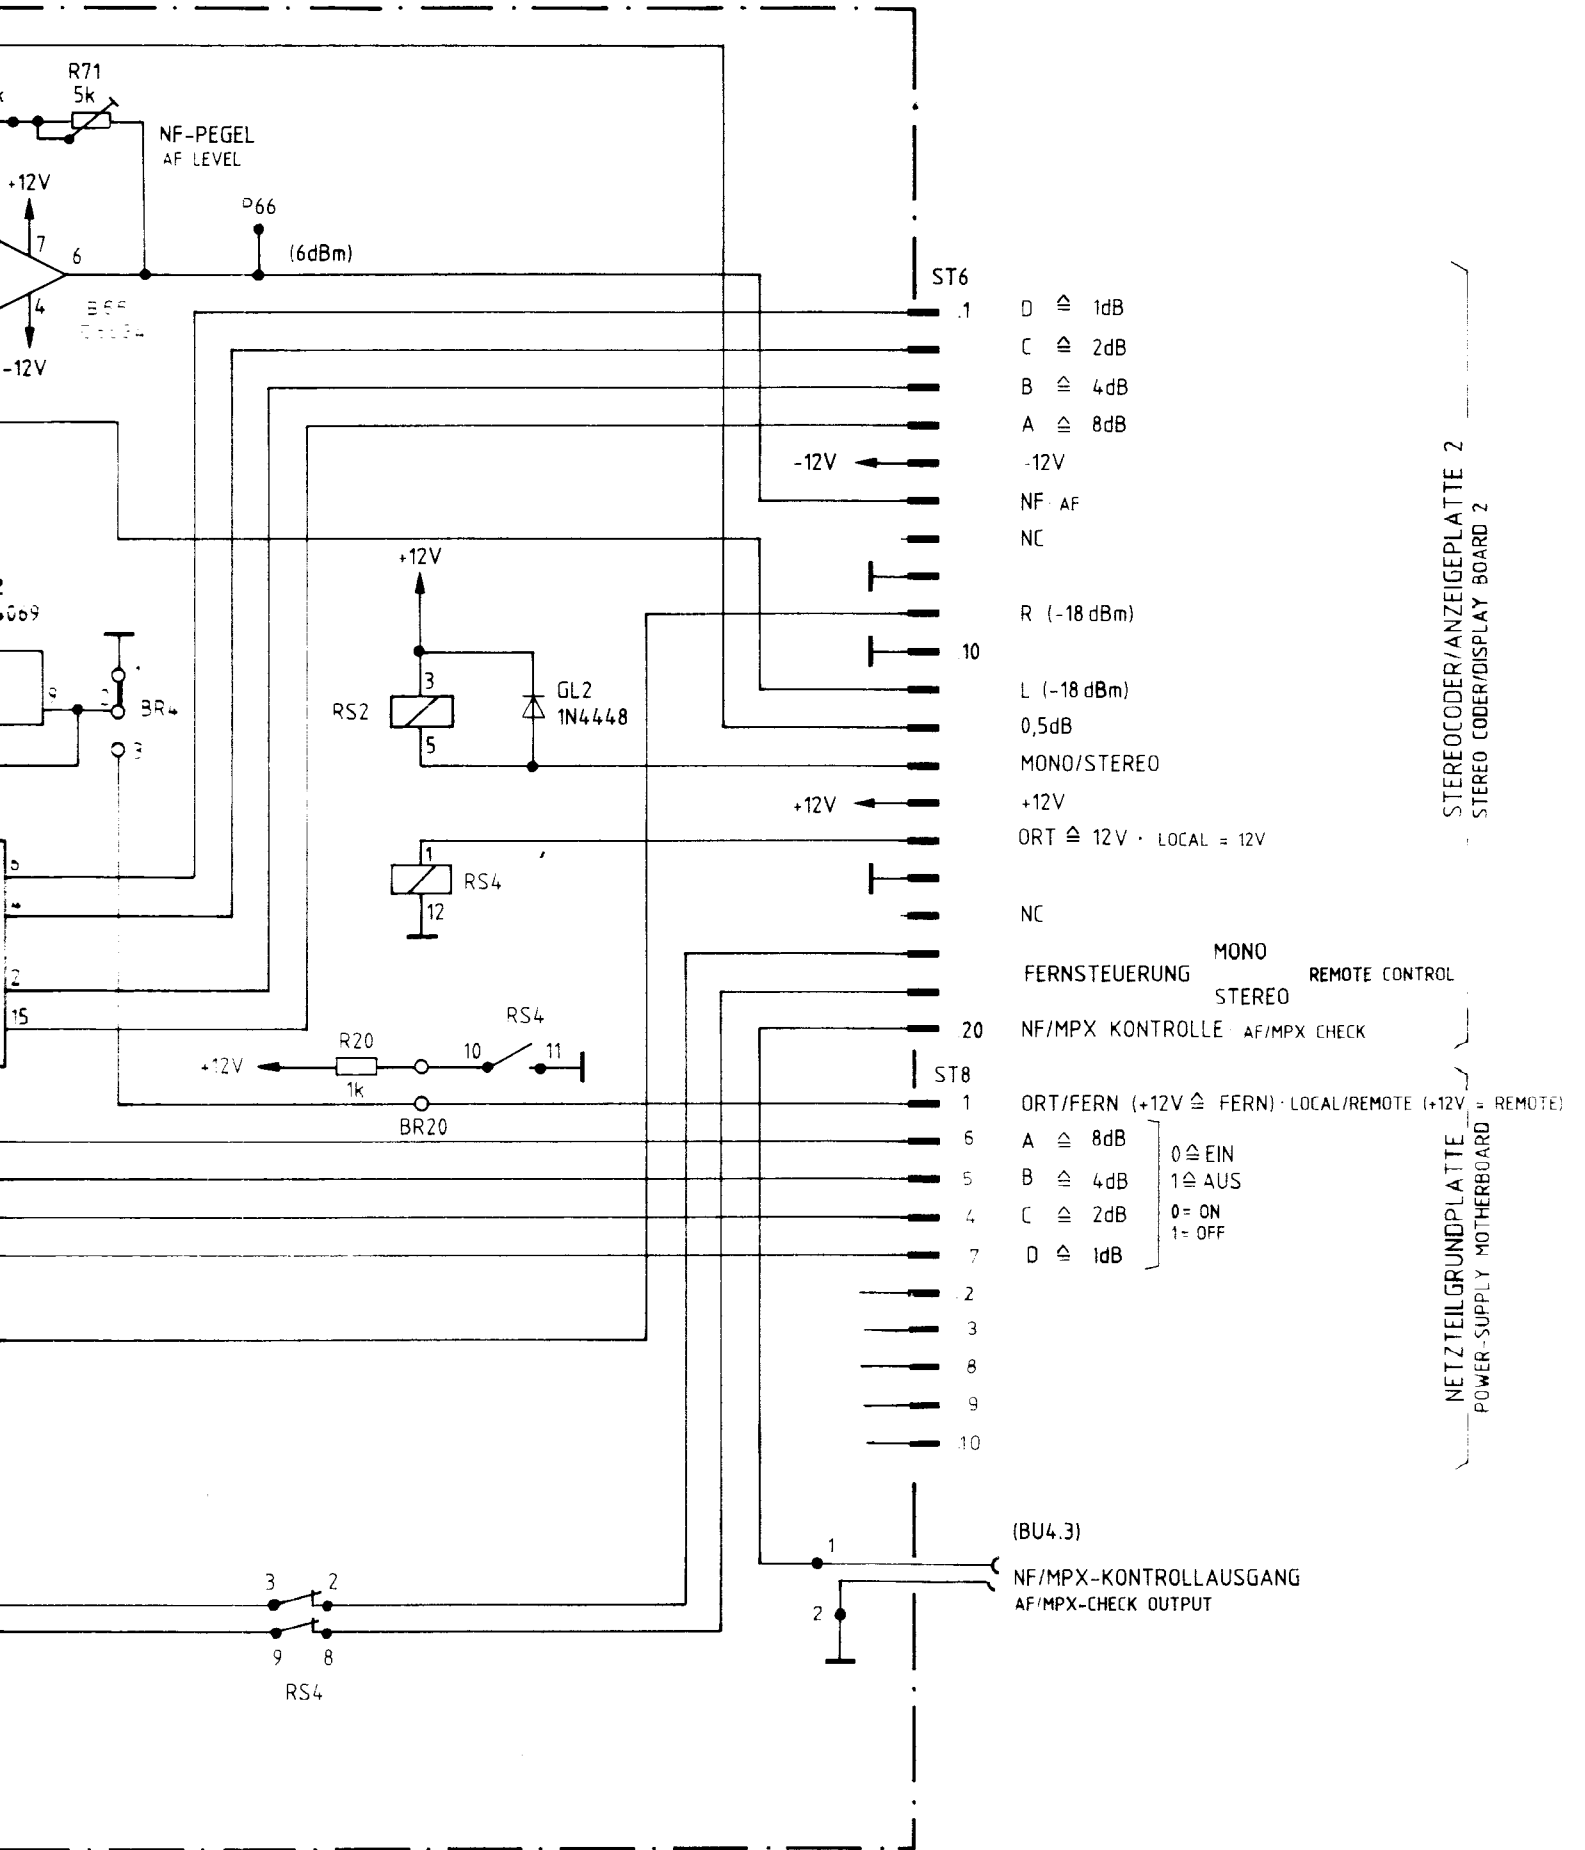 R71
5k
NF-PEGEL
AF LEVEL
+12V
7
6
4
-12V
P66
(6dBm)
ST6
.1 D ≙ 1dB
C ≙ 2dB
B ≙ 4dB
A ≙ 8dB
-12V -12V
NF · AF
NC
R (-18 dBm)
.10
L (-18 dBm)
0,5dB
MONO/STEREO
+12V +12V
ORT ≙ 12V · LOCAL = 12V
NC
MONO
FERNSTEUERUNG REMOTE CONTROL
STEREO
20 NF/MPX KONTROLLE · AF/MPX CHECK
STEREOCODER/ANZEIGEPLATTE 2
STEREO CODER/DISPLAY BOARD 2
+12V
3
RS2
5
GL2
1N4448
1
RS4
12
1
2
BR4
3
2
15
RS4
R20
+12V
1k
10 11
BR20
ST8
1 ORT/FERN (+12V ≙ FERN) · LOCAL/REMOTE (+12V = REMOTE)
6 A ≙ 8dB
5 B ≙ 4dB
4 C ≙ 2dB
7 D ≙ 1dB
0 ≙ EIN
1 ≙ AUS
0 = ON
1 = OFF
.2
3
8
9
.10
NETZTEILGRUNDPLATTE
POWER-SUPPLY MOTHERBOARD
(BU4.3)
1
NF/MPX-KONTROLLAUSGANG
AF/MPX-CHECK OUTPUT
2
3 2
9 8
RS4